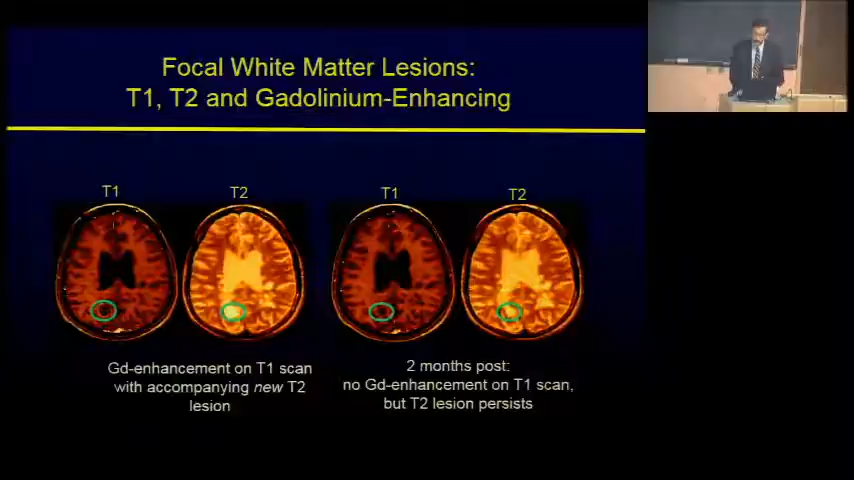 Focal White Matter Lesions:
T1, T2 and Gadolinium-Enhancing
T1
T2
T1
T2
Gd-enhancement on T1 scan
with accompanying new T2
lesion
2 months post:
no Gd-enhancement on T1 scan,
but T2 lesion persists